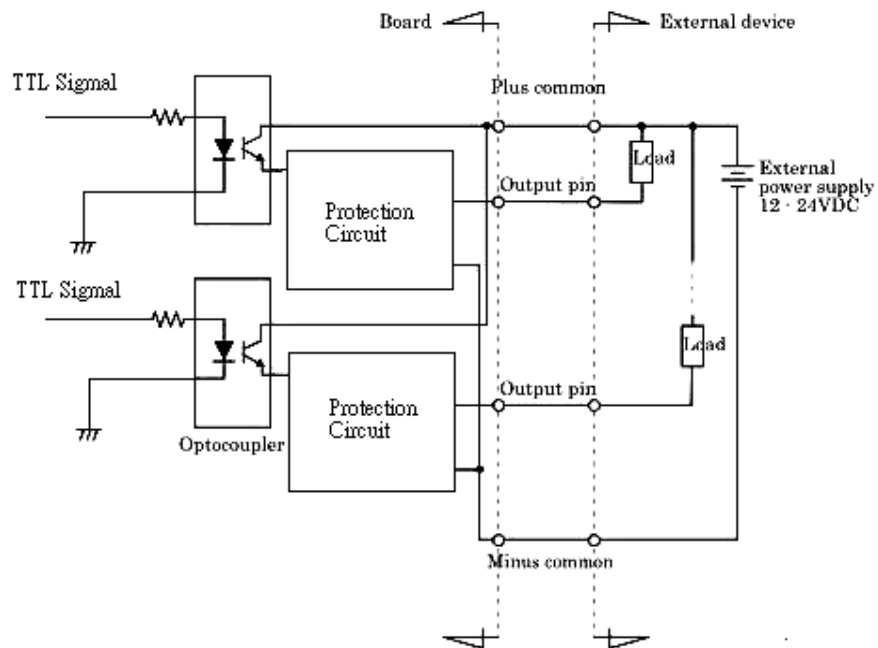 Board
External device
TTL Sigmal
Plus common
Load
External
power supply
12 · 24VDC
Output pin
Protection
Circuit
TTL Sigmal
Load
Output pin
Protection
Circuit
Optocoupler
Minus common